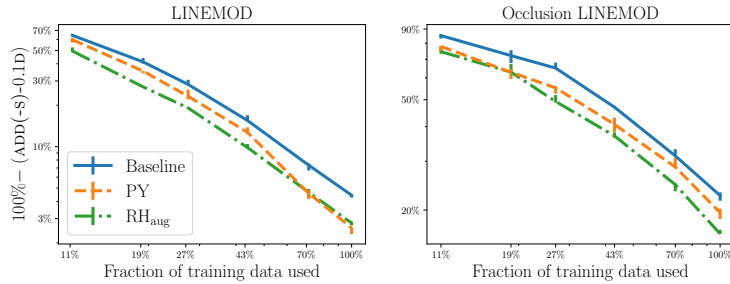 LINEMOD
70%
50%
30%
10%
3%
100%− (ADD(-S)-0.1D)
Baseline
PY
RH_aug
11% 19% 27% 43% 70% 100%
Fraction of training data used
Occlusion LINEMOD
90%
50%
20%
11% 19% 27% 43% 70% 100%
Fraction of training data used